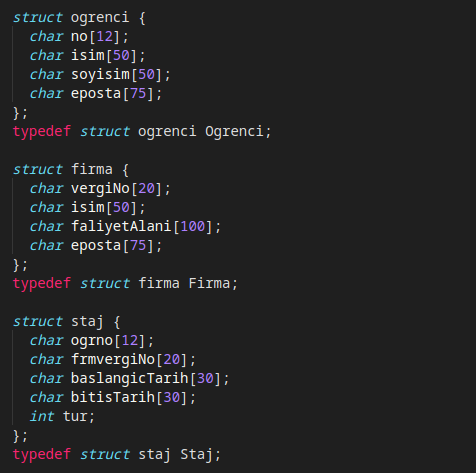 struct ogrenci {
  char no[12];
  char isim[50];
  char soyisim[50];
  char eposta[75];
};
typedef struct ogrenci Ogrenci;

struct firma {
  char vergiNo[20];
  char isim[50];
  char faliyetAlani[100];
  char eposta[75];
};
typedef struct firma Firma;

struct staj {
  char ogrno[12];
  char frmvergiNo[20];
  char baslangicTarih[30];
  char bitisTarih[30];
  int tur;
};
typedef struct staj Staj;